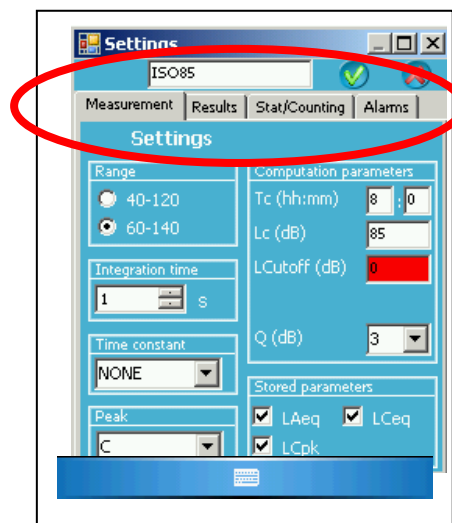 Settings
ISO85
Measurement Results Stat/Counting Alarms
Settings
Range
40-120
60-140
Integration time
1 s
Time constant
NONE
Peak
C
Computation parameters
Tc (hh:mm) 8 : 0
Lc (dB) 85
LCutoff (dB) 0
Q (dB) 3
Stored parameters
LAeq LCeq
LCpk